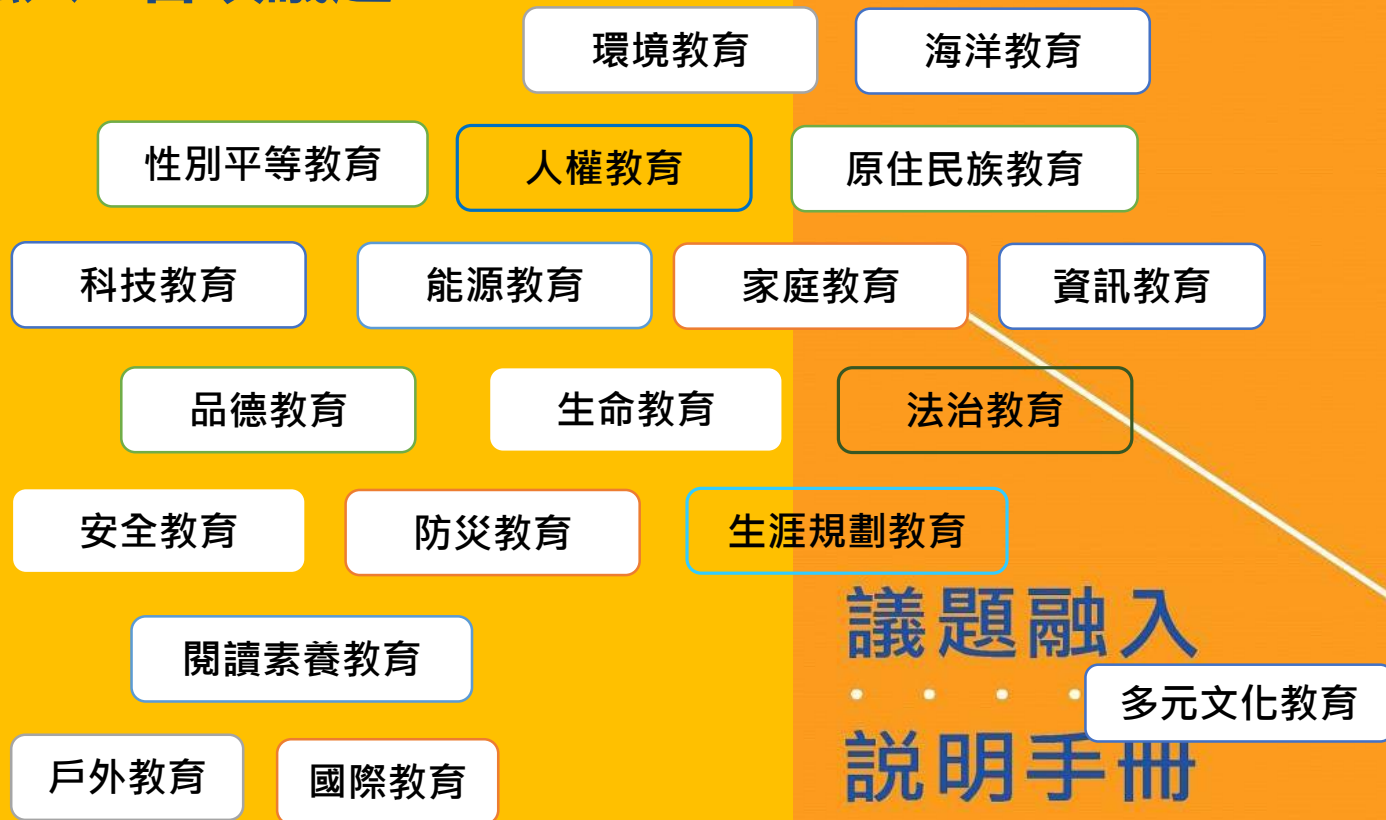 環境教育
海洋教育
性別平等教育
人權教育
原住民族教育
科技教育
能源教育
家庭教育
資訊教育
品德教育
生命教育
法治教育
安全教育
防災教育
生涯規劃教育
閱讀素養教育
議題融入
多元文化教育
説明手冊
戶外教育
國際教育